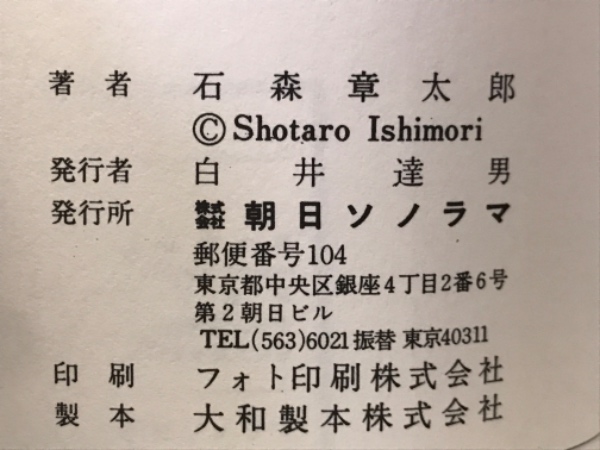 著者 石森章太郎
©Shotaro Ishimori
発行者 白井達男
発行所 株式会社 朝日ソノラマ
郵便番号104
東京都中央区銀座4丁目2番6号
第2朝日ビル
TEL(563)6021 振替 東京40311
印刷 フォト印刷株式会社
製本 大和製本株式会社